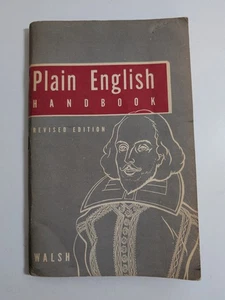 Plain English
HANDBOOK
REVISED EDITION
WALSH